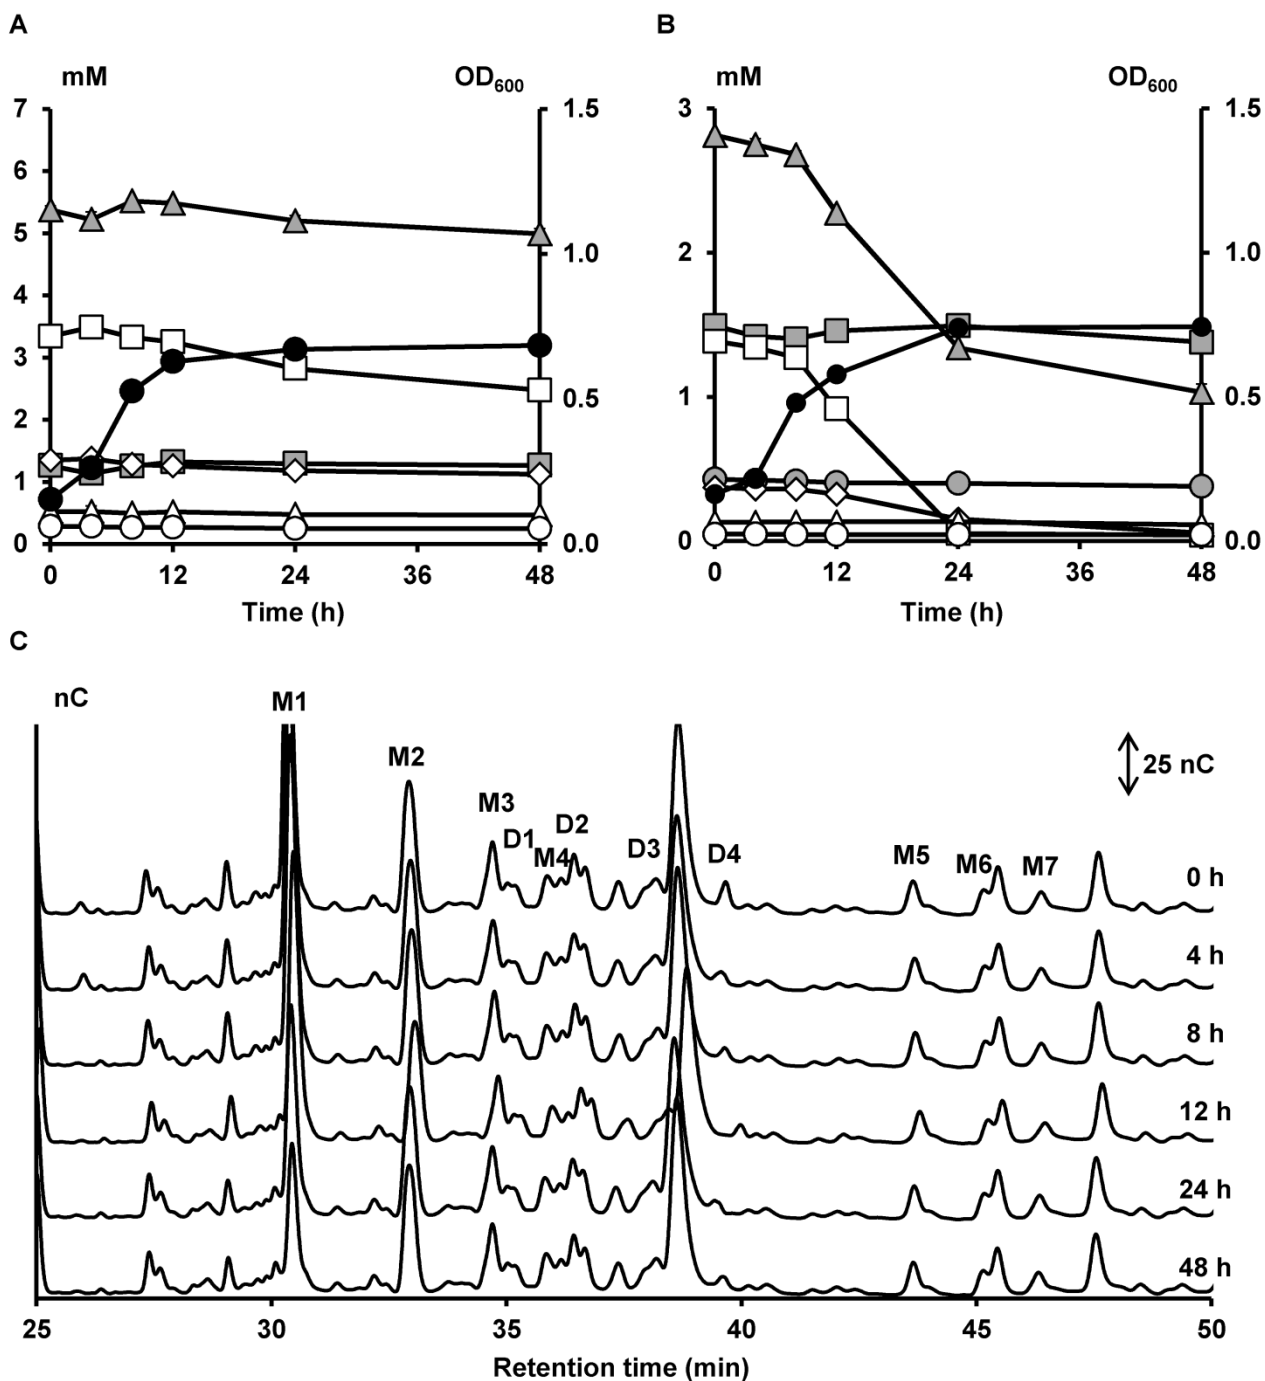 A
B
mM OD600
mM OD600
7 1.5
6
5
1.0
4
3
0.5
2
1
0 0.0
0 12 24 36 48
Time (h)
3 1.5
2 1.0
1 0.5
0 0.0
0 12 24 36 48
Time (h)
C
nC
M1
M2
M3
D1
M4
D2
D3
D4
M5
M6
M7
25 nC
0 h
4 h
8 h
12 h
24 h
48 h
25 30 35 40 45 50
Retention time (min)